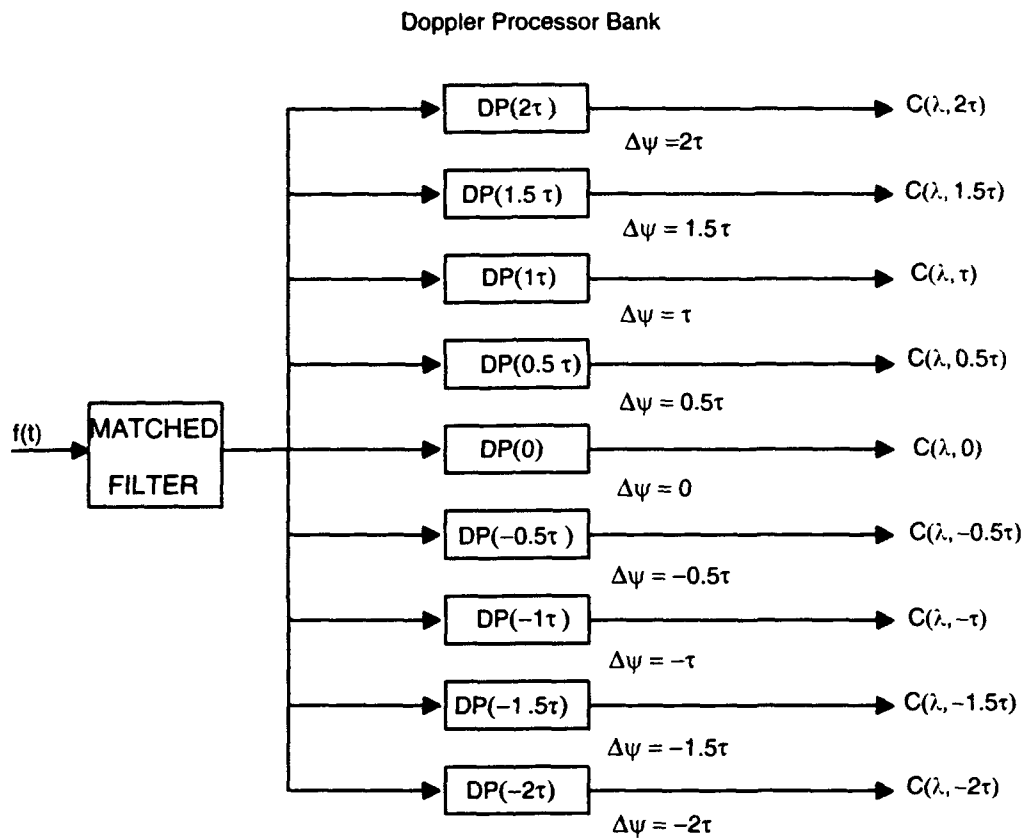 Doppler Processor Bank
DP(2τ) C(λ, 2τ)
Δψ =2τ
DP(1.5 τ) C(λ, 1.5τ)
Δψ = 1.5τ
DP(1τ) C(λ, τ)
Δψ = τ
DP(0.5 τ) C(λ, 0.5τ)
Δψ = 0.5τ
f(t) MATCHED FILTER DP(0) C(λ, 0)
Δψ = 0
DP(−0.5τ ) C(λ, −0.5τ)
Δψ = −0.5τ
DP(−1τ ) C(λ, −τ)
Δψ = −τ
DP(−1 .5τ) C(λ, −1.5τ)
Δψ = −1.5τ
DP(−2τ) C(λ, −2τ)
Δψ = −2τ